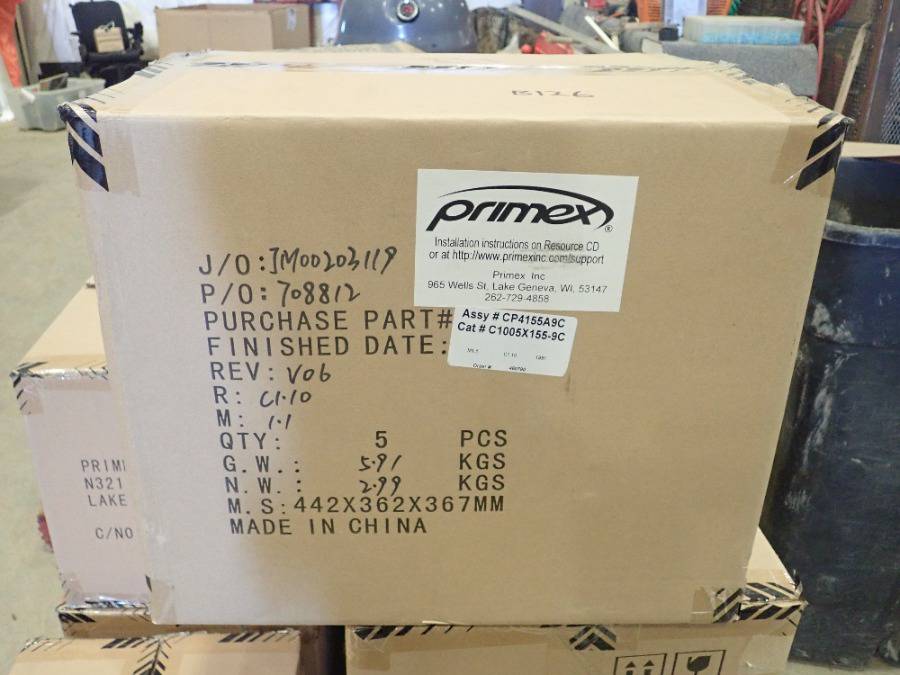 B126
primex®
Installation instructions on Resource CD
or at http://www.primexinc.com/support
Primex Inc
965 Wells St, Lake Geneva, WI, 53147
262-729-4858
J/O: JM00203119
P/O: 708812
PURCHASE PART#
Assy # CP4155A9C
Cat # C1005X155-9C
FINISHED DATE:
Order #
REV: V06
R: C1.10
M: 1.1
QTY: 5 PCS
G.W.: 5.91 KGS
N.W.: 2.99 KGS
M.S: 442X362X367MM
MADE IN CHINA
PRIM
N321
LAKE
C/NO